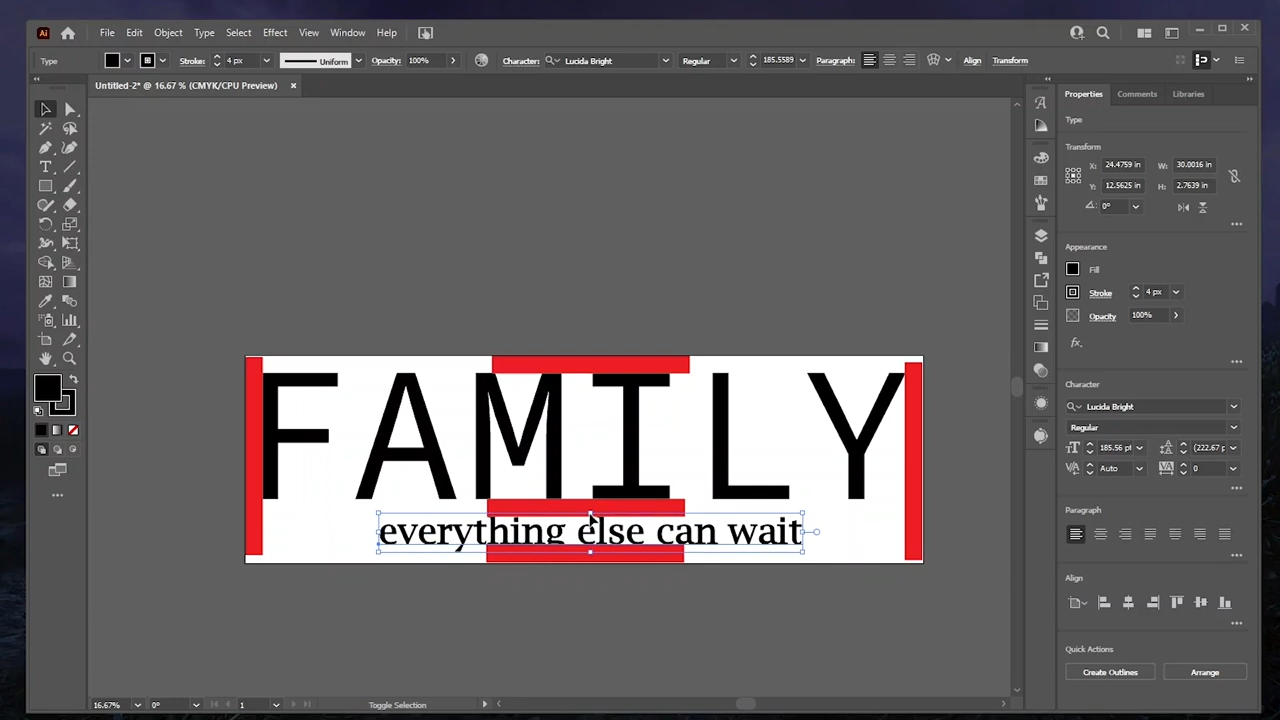 Ai File Edit Object Type Select Effect View Window Help
Type Stroke: 4 px Uniform Opacity: 100% Character: Lucida Bright Regular 185.5589 Paragraph: Align Transform
Untitled-2* @ 16.67 % (CMYK/CPU Preview) ×
Properties Comments Libraries
Type
Transform
X: 24.4759 in W: 30.0016 in
Y: 12.5625 in H: 2.7639 in
0°
Appearance
Fill
Stroke 4 px
Opacity 100%
fx.
Character
Lucida Bright
Regular
185.56 pt (222.67 p
Auto 0
Paragraph
Align
Quick Actions
Create Outlines Arrange
FAMILY
everything else can wait
16.67% 0° 1 Toggle Selection